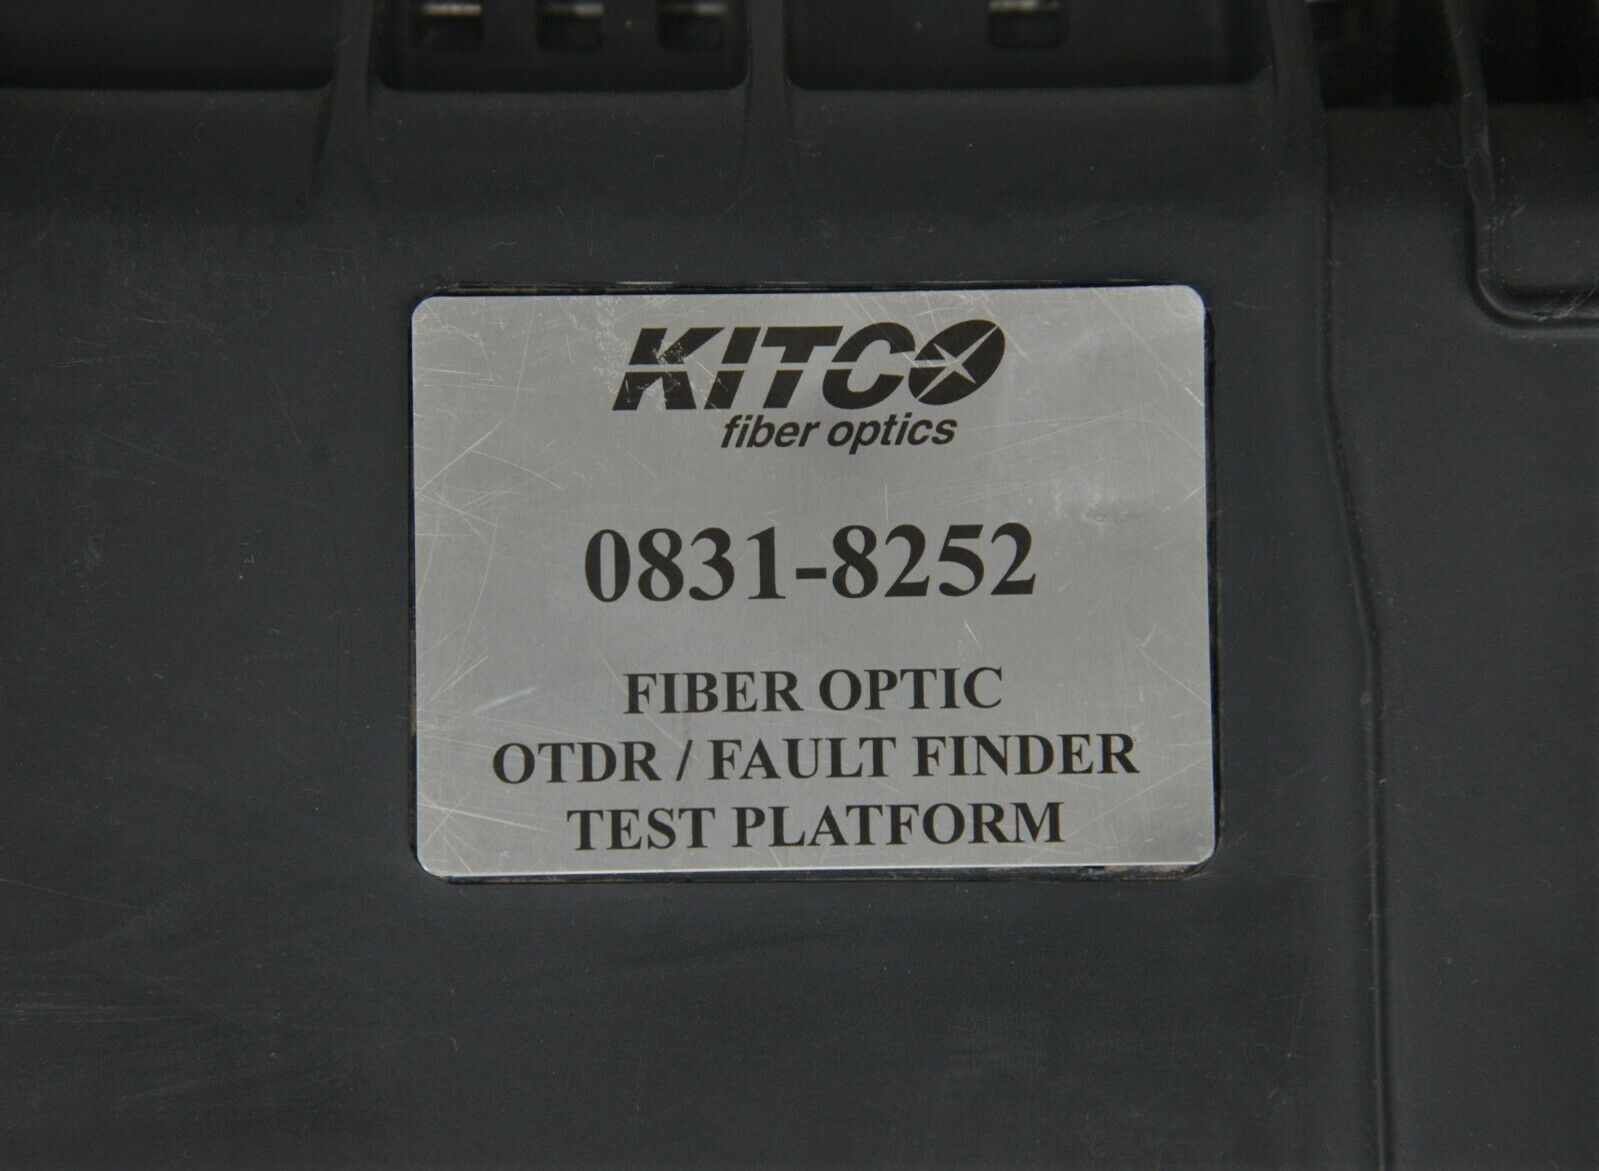 KITCO
fiber optics
0831-8252
FIBER OPTIC
OTDR / FAULT FINDER
TEST PLATFORM